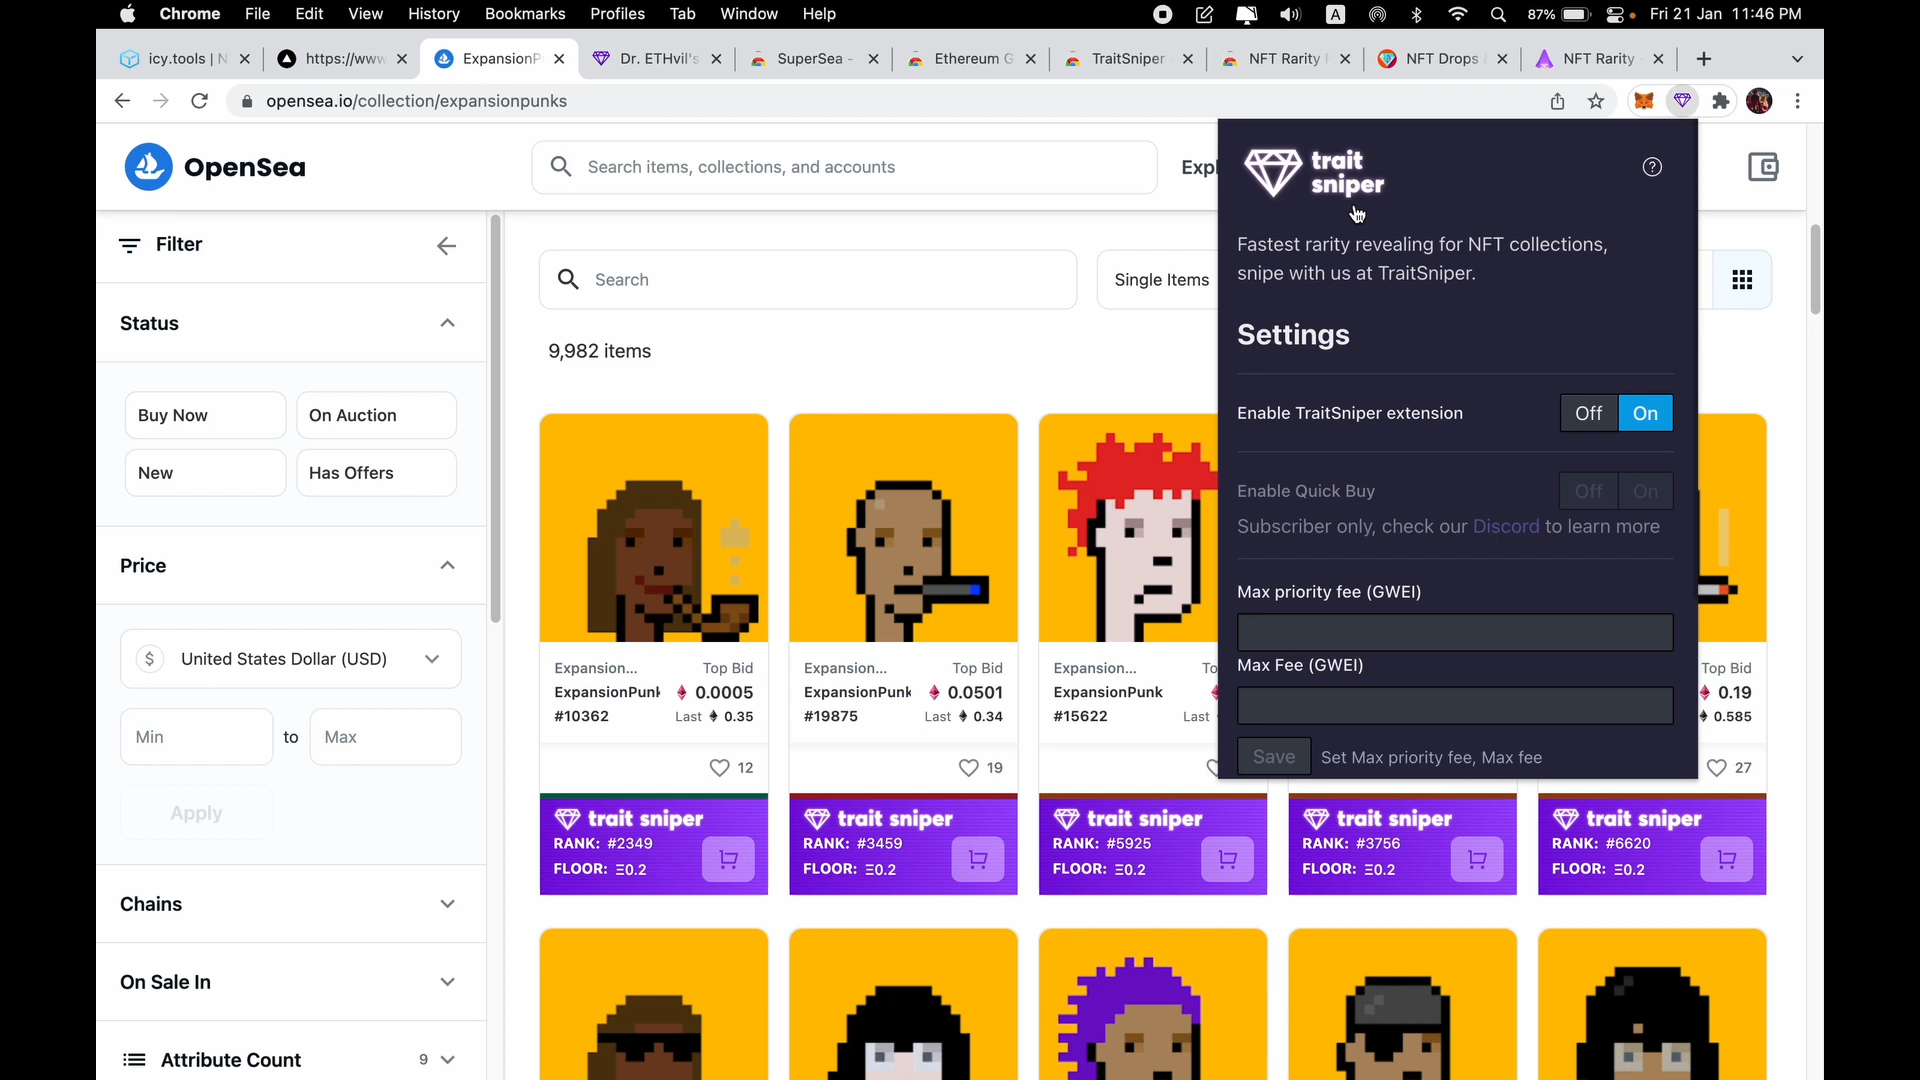 Chrome File Edit View History Bookmarks Profiles Tab Window Help A 87% Fri 21 Jan 11:46 PM
icy.tools | N https://www ExpansionP Dr. ETHvil's SuperSea - Ethereum G TraitSniper NFT Rarity NFT Drops NFT Rarity
opensea.io/collection/expansionpunks
OpenSea
Search items, collections, and accounts
Expl
trait
sniper
Fastest rarity revealing for NFT collections,
snipe with us at TraitSniper.
Settings
Enable TraitSniper extension Off On
Enable Quick Buy Off On
Subscriber only, check our Discord to learn more
Max priority fee (GWEI)
Max Fee (GWEI)
Save Set Max priority fee, Max fee
Filter
Status
Buy Now On Auction
New Has Offers
Price
$ United States Dollar (USD)
Min to Max
Apply
Chains
On Sale In
Attribute Count 9
Search
Single Items
9,982 items
Expansion... Top Bid
ExpansionPunk 0.0005
#10362 Last 0.35
12
trait sniper
RANK: #2349
FLOOR: Ξ0.2
Expansion... Top Bid
ExpansionPunk 0.0501
#19875 Last 0.34
19
trait sniper
RANK: #3459
FLOOR: Ξ0.2
Expansion... To
ExpansionPunk
#15622 Last
trait sniper
RANK: #5925
FLOOR: Ξ0.2
trait sniper
RANK: #3756
FLOOR: Ξ0.2
Top Bid
0.19
0.585
27
trait sniper
RANK: #6620
FLOOR: Ξ0.2